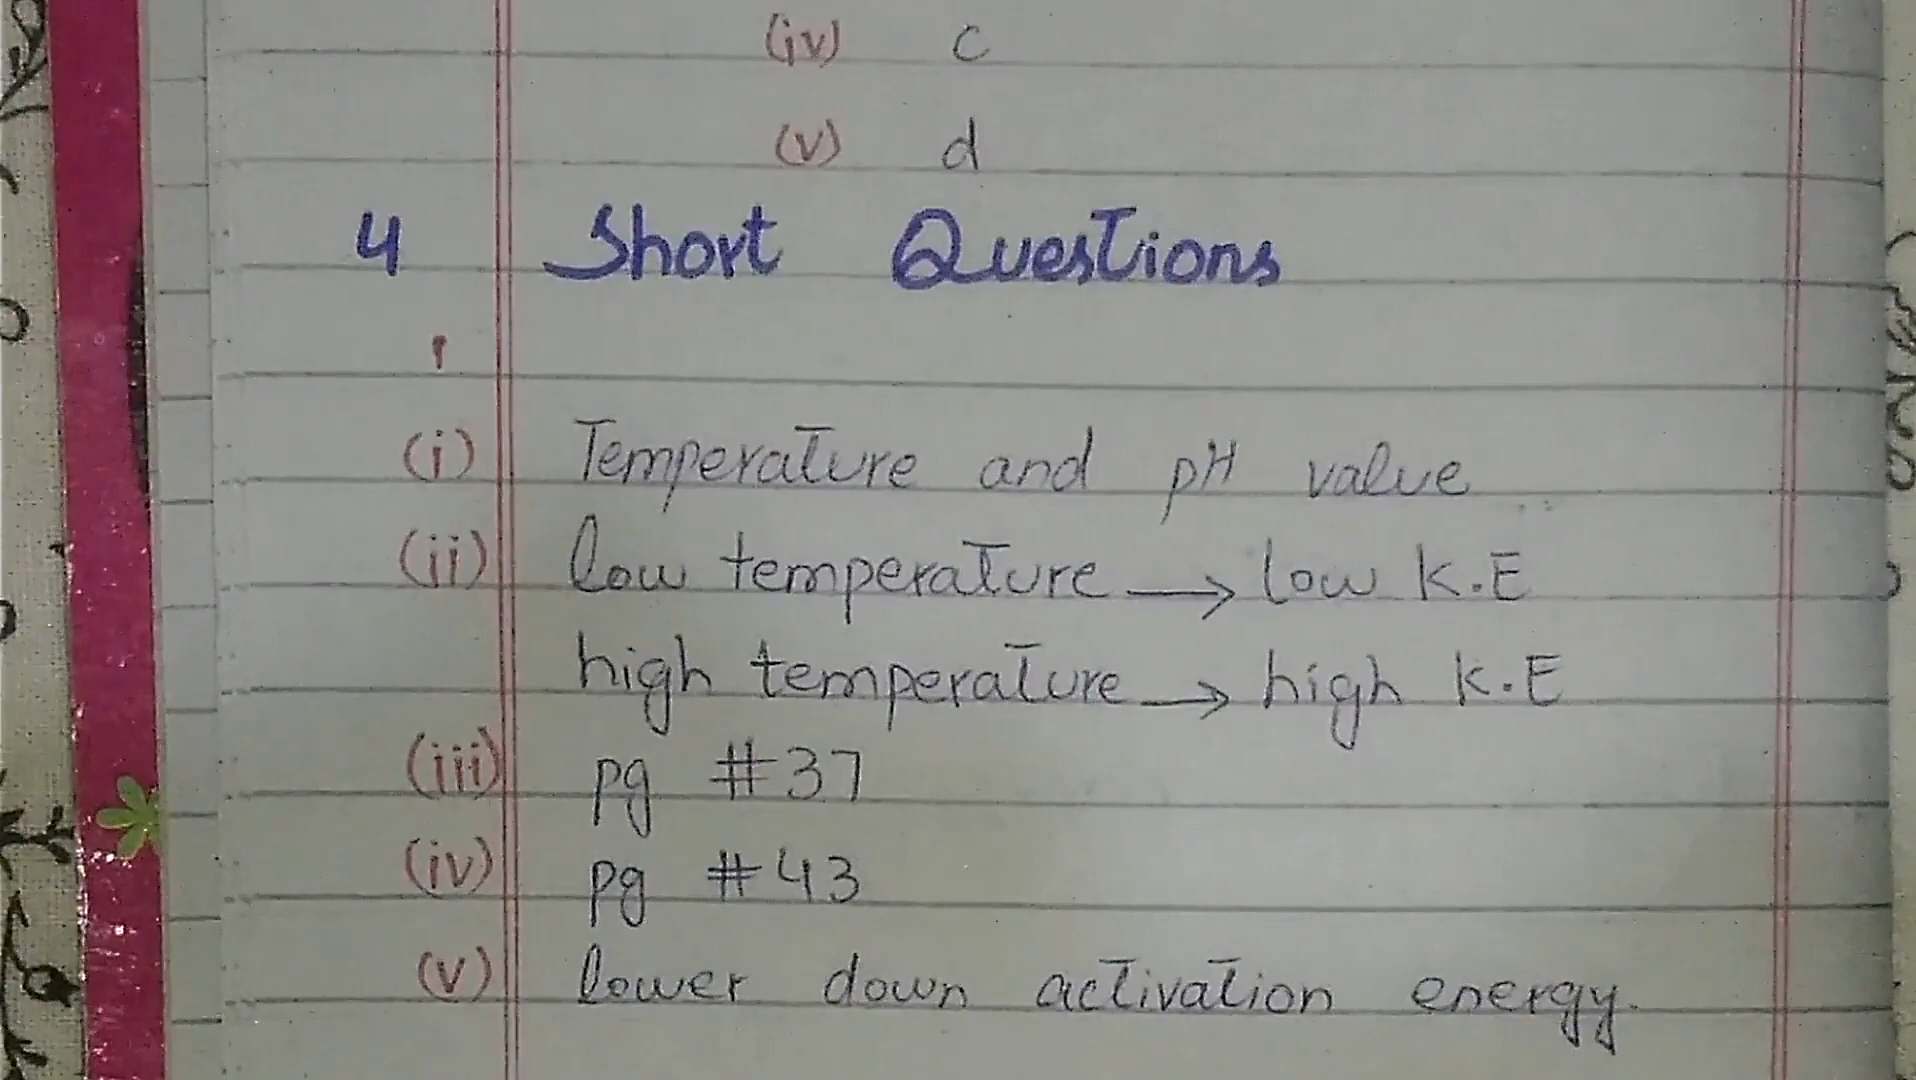 (iv) c
(v) d
4 Short Questions
(i) Temperature and pH value
(ii) low temperature → low K.E
high temperature → high K.E
(iii) pg #37
(iv) pg #43
(v) lower down activation energy.